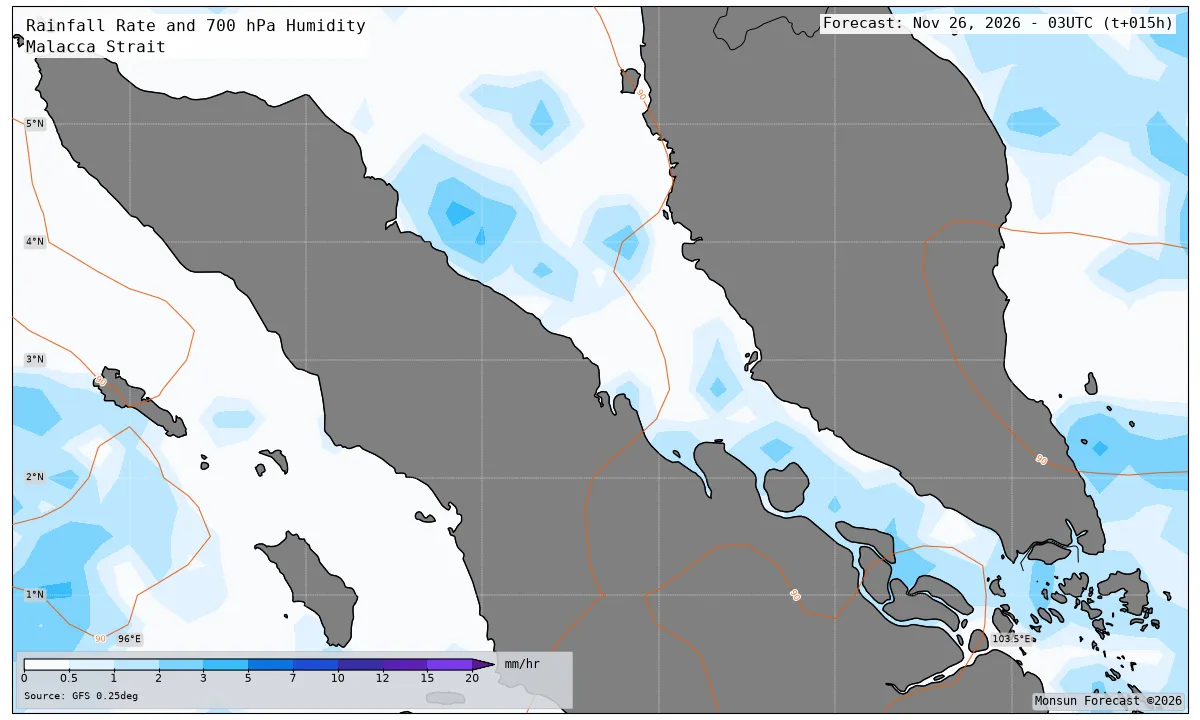 Rainfall Rate and 700 hPa Humidity
Malacca Strait
Forecast: Nov 26, 2026 - 03UTC (t+015h)
90
5°N
4°N
3°N
90
90
2°N
1°N
90
90
96°E
103.5°E
0 0.5 1 2 3 5 7 10 12 15 20 mm/hr
Source: GFS 0.25deg
Monsun Forecast ©2026